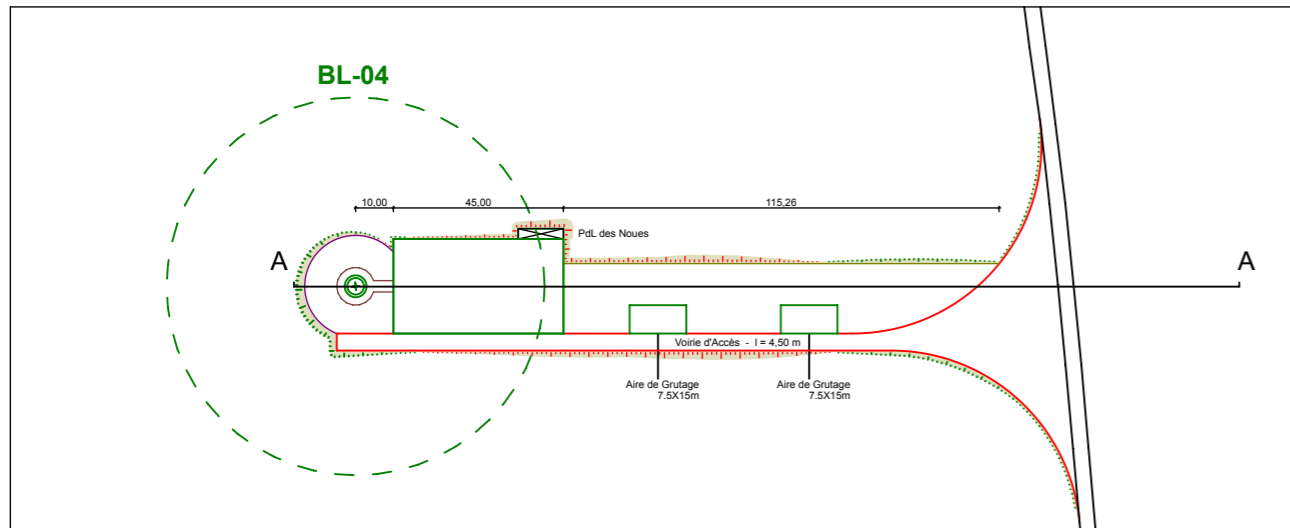 BL-04
10,00
45,00
115,26
PdL des Noues
A
A
Voirie d'Accès - l = 4,50 m
Aire de Grutage
7.5X15m
Aire de Grutage
7.5X15m